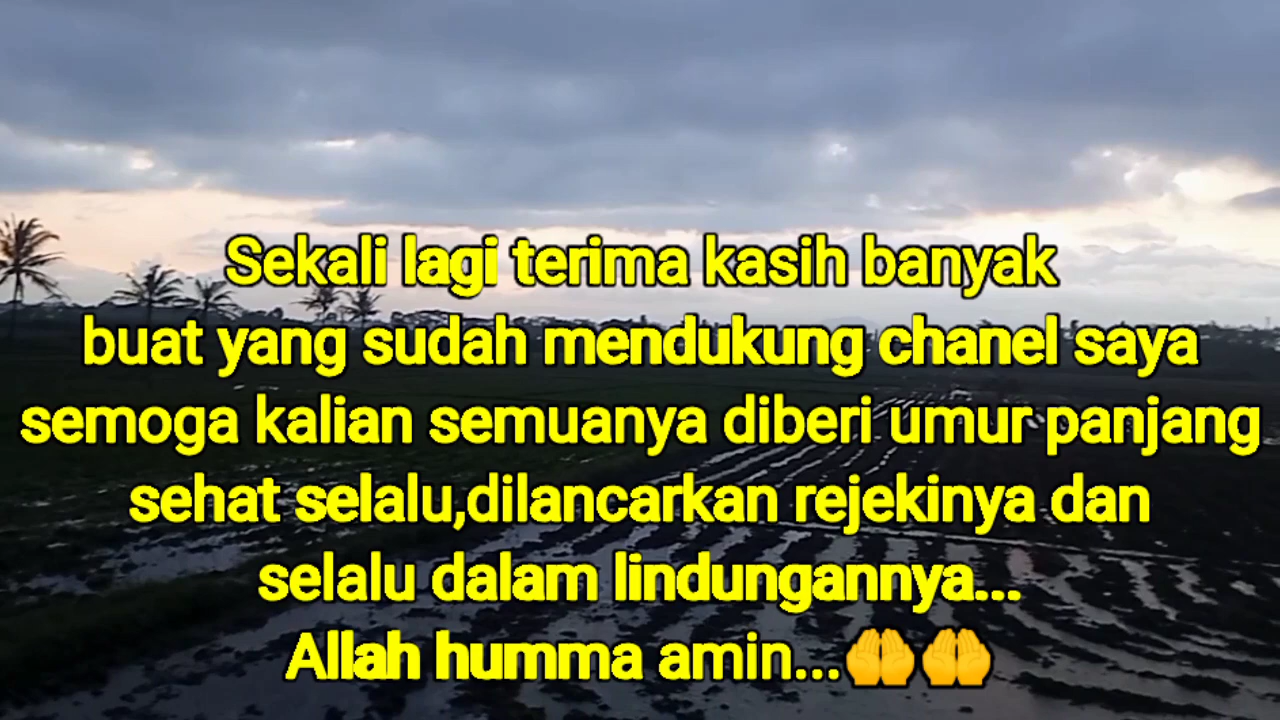 Sekali lagi terima kasih banyak
buat yang sudah mendukung chanel saya
semoga kalian semuanya diberi umur panjang
sehat selalu,dilancarkan rejekinya dan
selalu dalam lindungannya...
Allah humma amin...🤲🤲